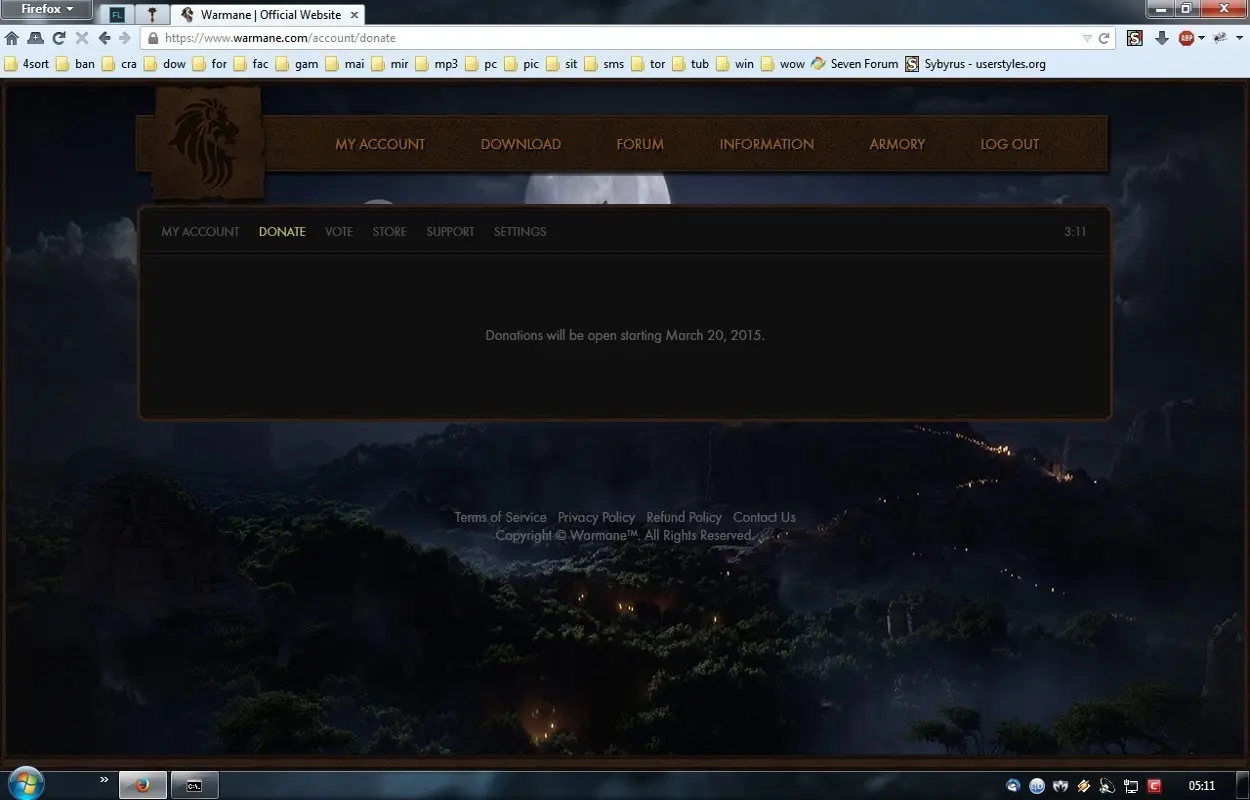 Firefox
FL
Warmane | Official Website
https://www.warmane.com/account/donate
S
ABP
4sort ban cra dow for fac gam mai mir mp3 pc pic sit sms tor tub win wow Seven Forum S Sybyrus - userstyles.org
MY ACCOUNT DOWNLOAD FORUM INFORMATION ARMORY LOG OUT
MY ACCOUNT DONATE VOTE STORE SUPPORT SETTINGS 3:11
Donations will be open starting March 20, 2015.
Terms of Service Privacy Policy Refund Policy Contact Us
Copyright © Warmane™. All Rights Reserved.
C:\. 05:11